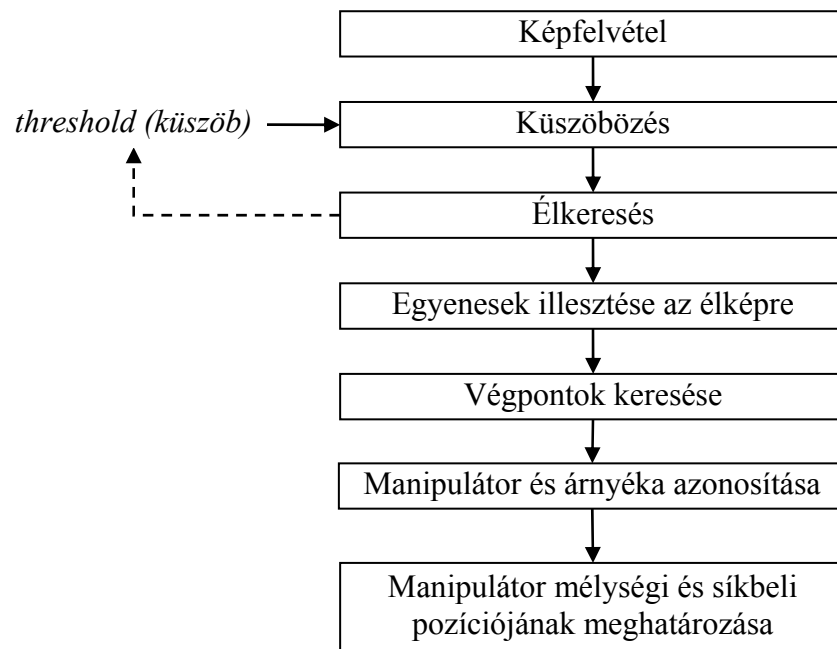 Képfelvétel
threshold (küszöb)
Küszöbözés
Élkeresés
Egyenesek illesztése az élképre
Végpontok keresése
Manipulátor és árnyéka azonosítása
Manipulátor mélységi és síkbeli
pozíciójának meghatározása